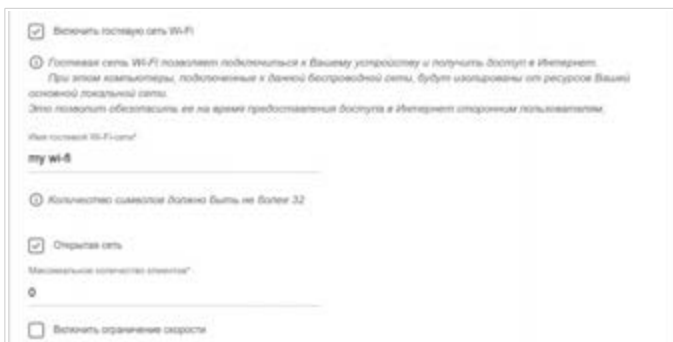 Включить гостевую сеть Wi-Fi
Гостевая сеть Wi-Fi позволяет подключиться к Вашему устройству и получить доступ в Интернет.
При этом компьютеры, подключенные к данной беспроводной сети, будут изолированы от ресурсов Вашей
основной локальной сети.
Это позволит обезопасить ее на время предоставления доступа в Интернет сторонним пользователям.
Имя гостевой Wi-Fi-сети*
my wi-fi
Количество символов должно быть не более 32
Открытая сеть
Максимальное количество клиентов*
0
Включить ограничение скорости